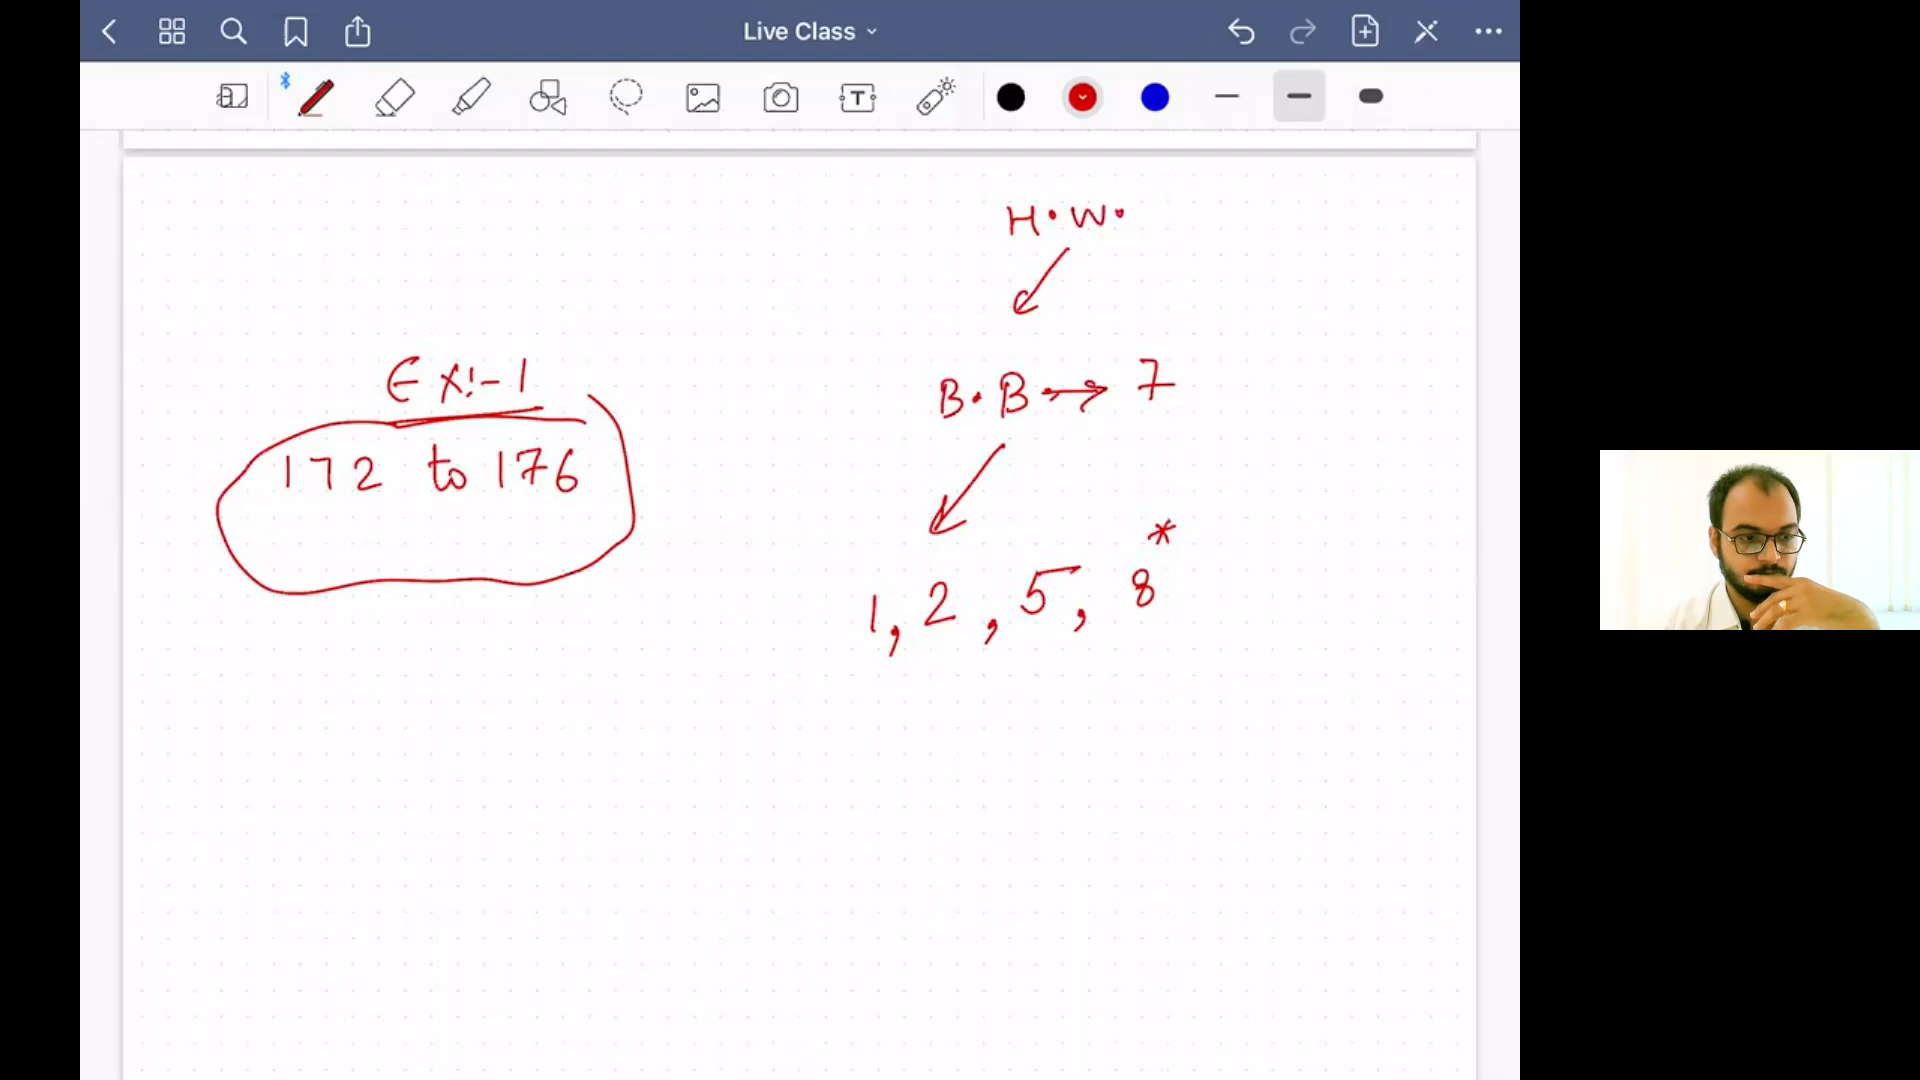 Live Class
T
H.W.
Ex:-1
B.B → 7
172 to 176
*
1, 2, 5, 8